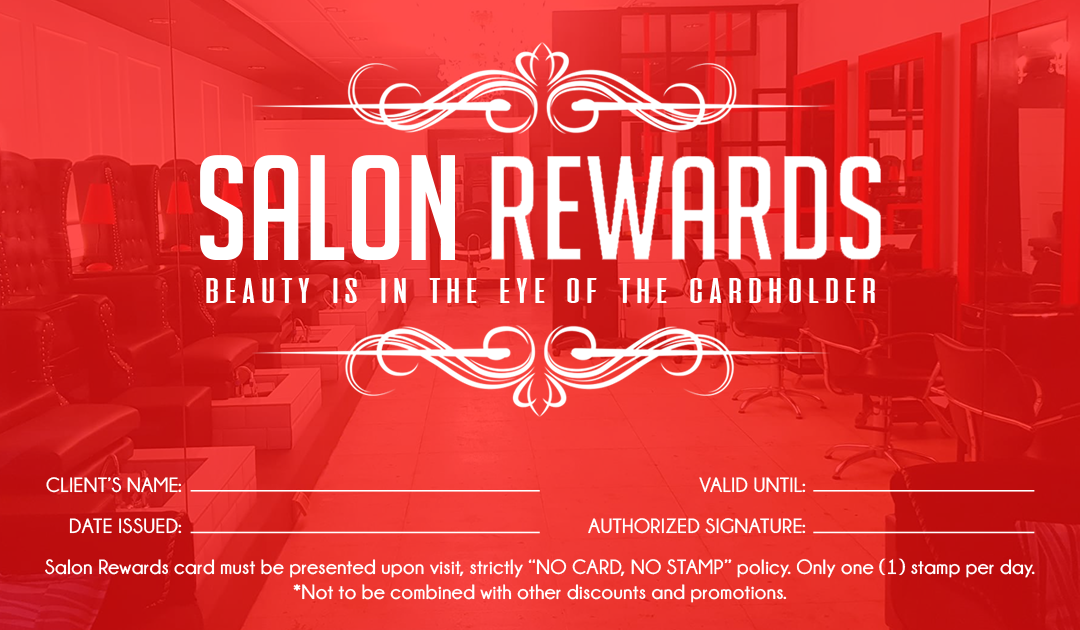 SALON REWARDS
BEAUTY IS IN THE EYE OF THE CARDHOLDER
CLIENT'S NAME:
VALID UNTIL:
DATE ISSUED:
AUTHORIZED SIGNATURE:
Salon Rewards card must be presented upon visit, strictly “NO CARD, NO STAMP” policy. Only one (1) stamp per day.
*Not to be combined with other discounts and promotions.